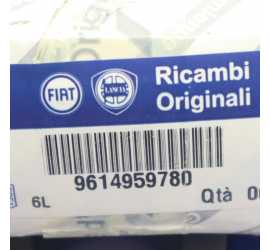 Ricambi
Originali
FIAT
LANCIA
9614959780
6L
Qtà